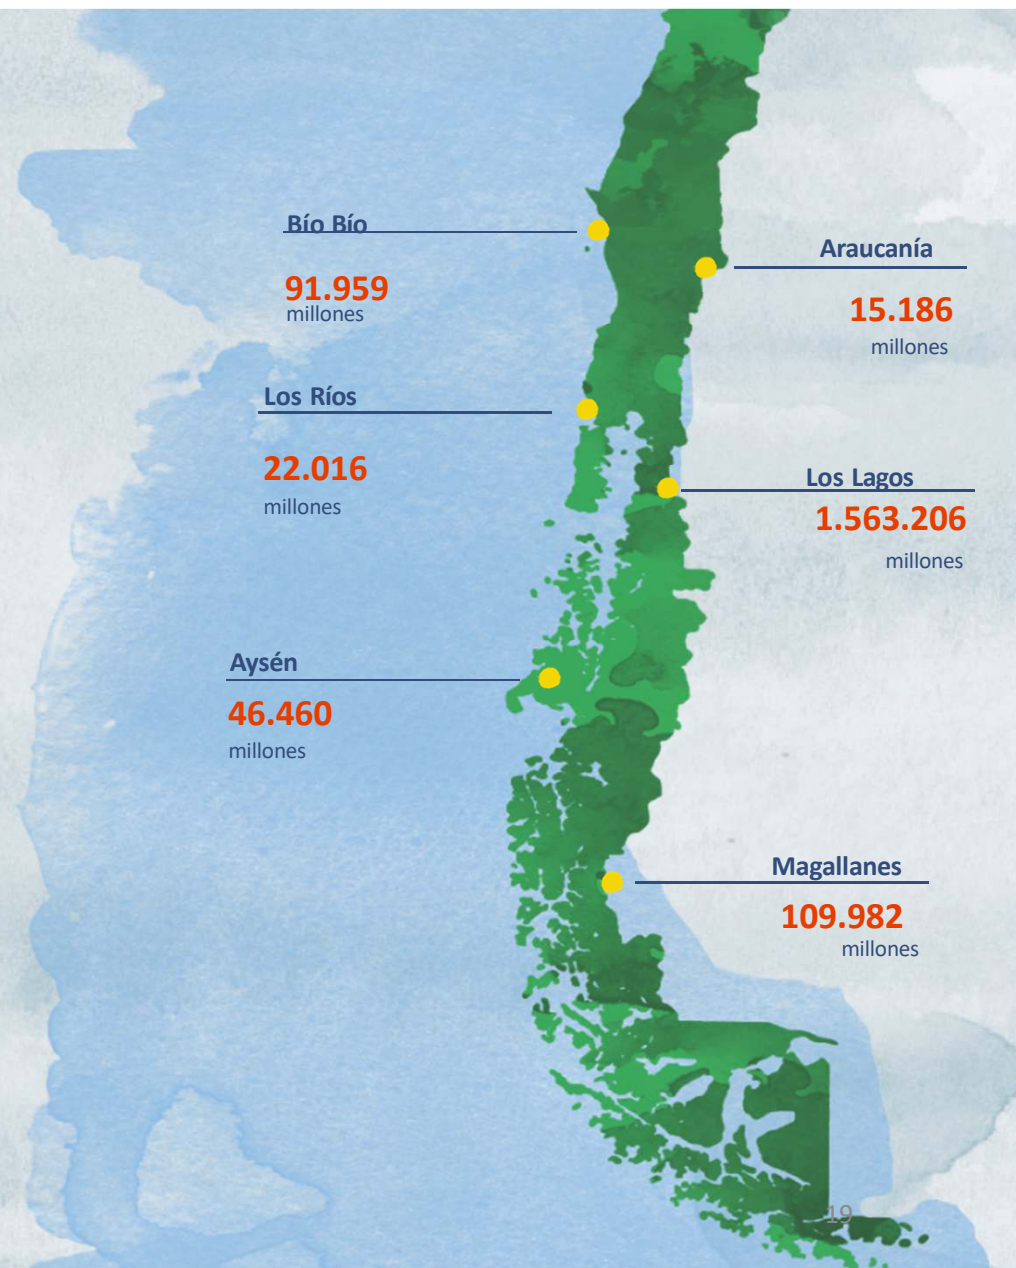 Bío Bío
91.959
millones
Araucanía
15.186
millones
Los Ríos
22.016
millones
Los Lagos
1.563.206
millones
Aysén
46.460
millones
Magallanes
109.982
millones
19